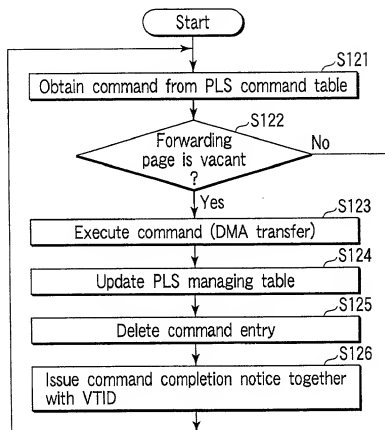 Start
S121
Obtain command from PLS command table
S122
Forwarding
page is vacant
?
No
Yes
S123
Execute command (DMA transfer)
S124
Update PLS managing table
S125
Delete command entry
S126
Issue command completion notice together
with VTID